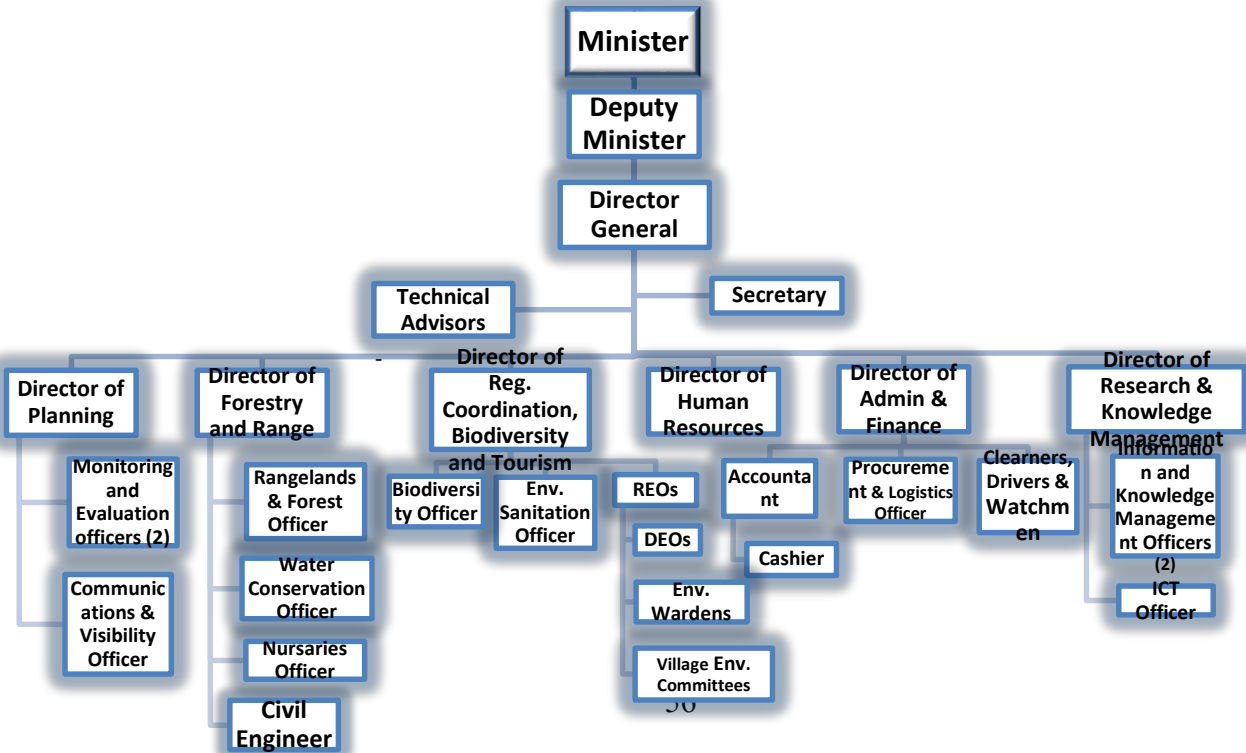 Minister
Deputy
Minister
Director
General
Technical
Advisors
Secretary
-
Director of
Planning
Director of
Forestry
and Range
Director of
Reg.
Coordination,
Biodiversity
and Tourism
Director of
Human
Resources
Director of
Admin &
Finance
Director of
Research &
Knowledge
Management
Monitoring
and
Evaluation
officers (2)
Communic
ations &
Visibility
Officer
Rangelands
& Forest
Officer
Water
Conservation
Officer
Nursaries
Officer
Civil
Engineer
Biodiversi
ty Officer
Env.
Sanitation
Officer
REOs
DEOs
Env.
Wardens
Village Env.
Committees
Accounta
nt
Cashier
Procureme
nt & Logistics
Officer
Clearners,
Drivers &
Watchm
en
Informatio
n and
Knowledge
Manageme
nt Officers
(2)
ICT
Officer
56